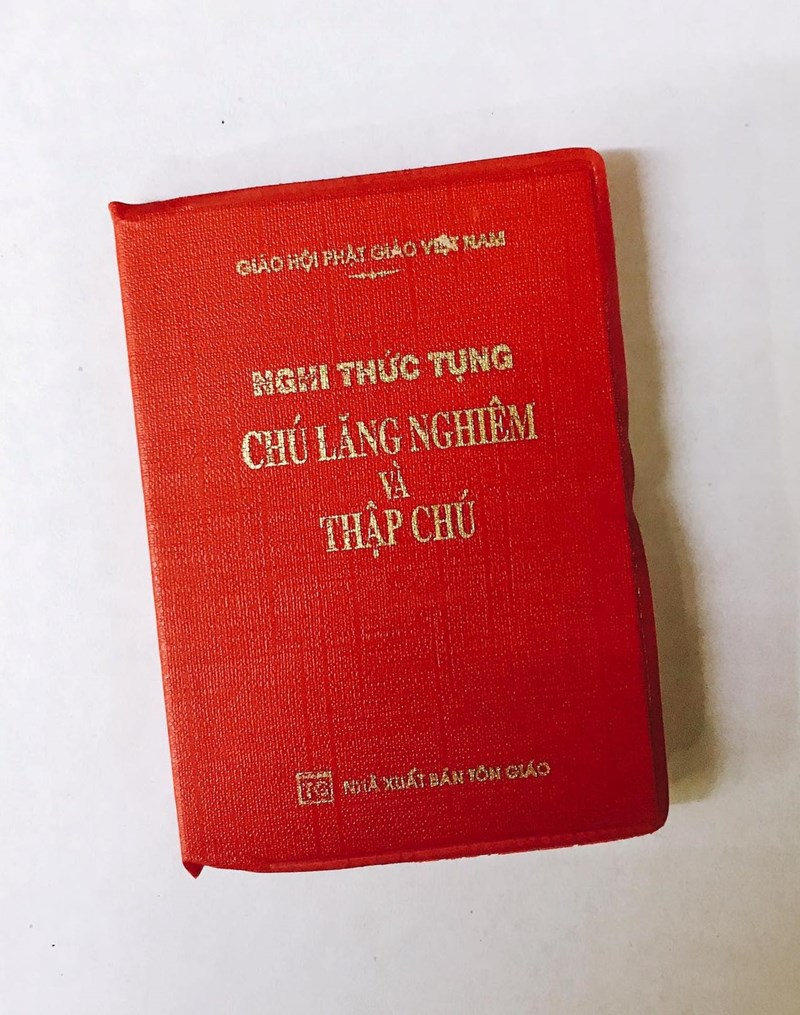 GIÁO HỘI PHẬT GIÁO VIỆT NAM
NGHI THỨC TỤNG
CHÚ LĂNG NGHIÊM
VÀ
THẬP CHÚ
TG NHÀ XUẤT BẢN TÔN GIÁO